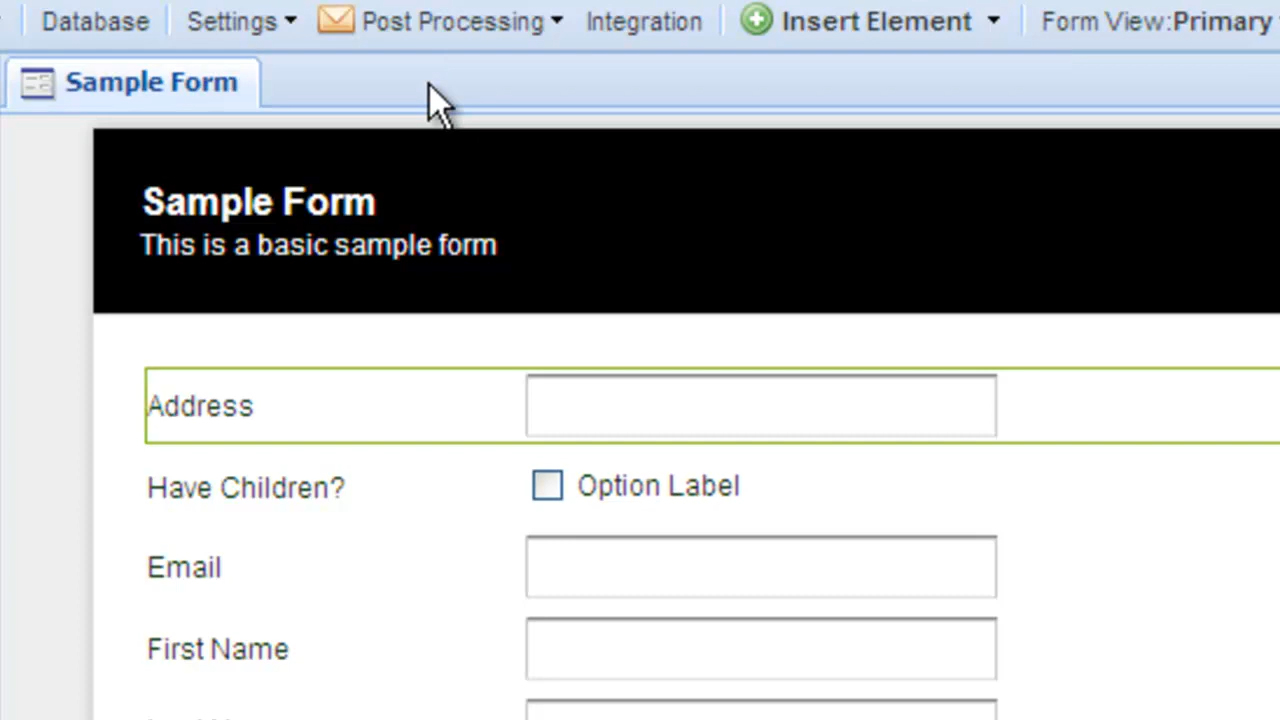 Database Settings Post Processing Integration Insert Element Form View:Primary
Sample Form
Sample Form
This is a basic sample form
Address
Have Children? Option Label
Email
First Name